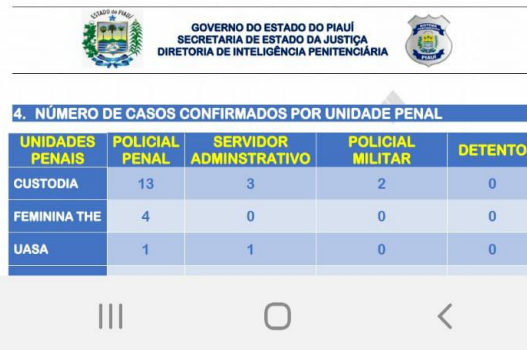 GOVERNO DO ESTADO DO PIAUÍ
SECRETARIA DE ESTADO DA JUSTIÇA
DIRETORIA DE INTELIGÊNCIA PENITENCIÁRIA
4. NÚMERO DE CASOS CONFIRMADOS POR UNIDADE PENAL
UNIDADES PENAIS POLICIAL PENAL SERVIDOR ADMINSTRATIVO POLICIAL MILITAR DETENTO
CUSTODIA 13 3 2 0
FEMININA THE 4 0 0 0
UASA 1 1 0 0